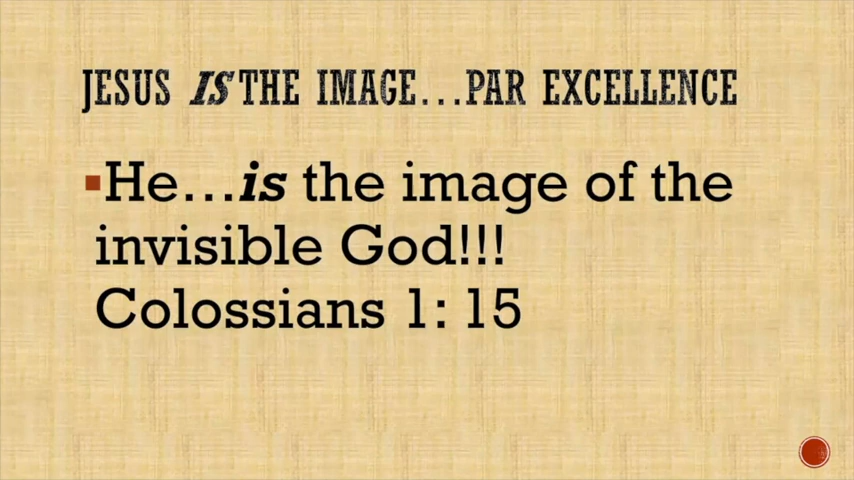 JESUS IS THE IMAGE...PAR EXCELLENCE
▪He...is the image of the
invisible God!!!
Colossians 1: 15